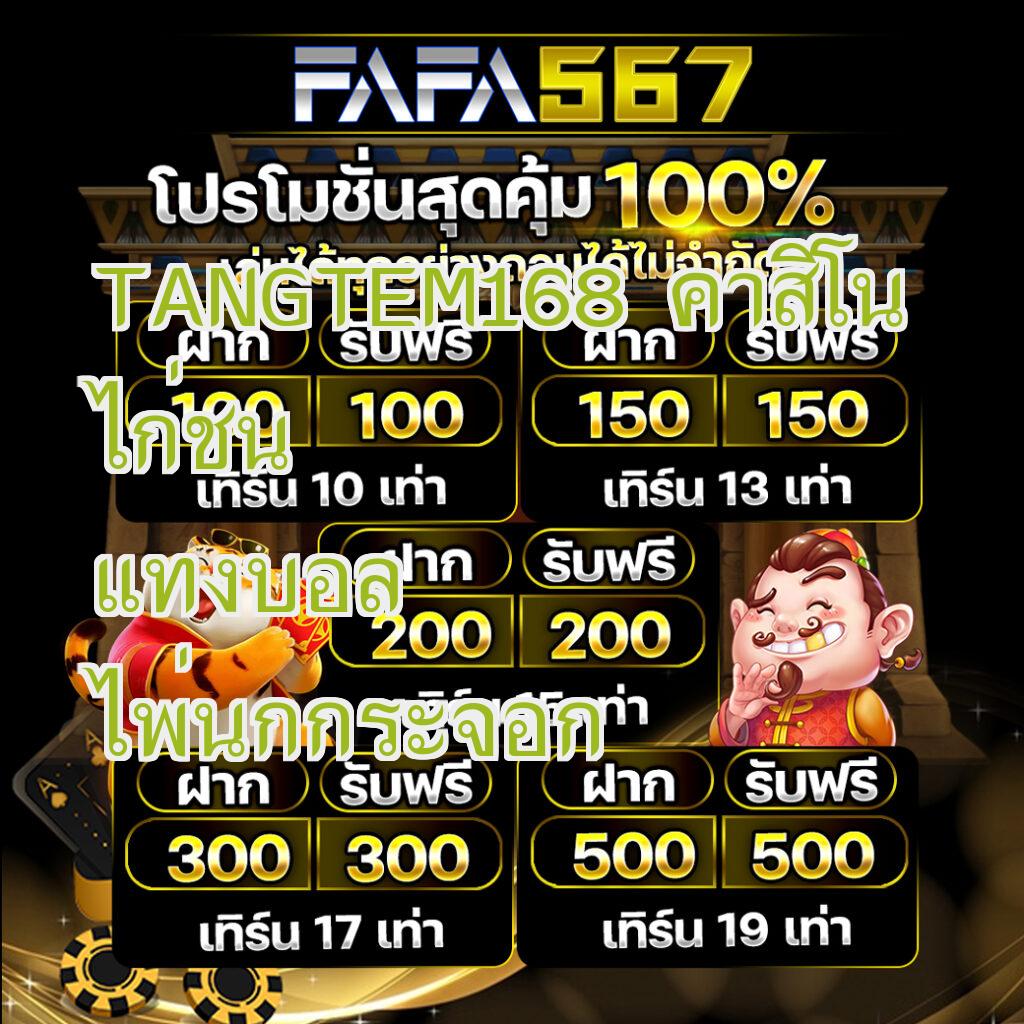 FAFA567
โปรโมชั่นสุดคุ้ม 100%
TANGTEM168 คาสิโน
ฝาก รับฟรี ฝาก รับฟรี
100 100 150 150
ไก่ชน
เทิร์น 10 เท่า เทิร์น 13 เท่า
ฝาก รับฟรี
แทงบอล
200 200
ไพ่นกกระจอก
เท่า
ฝาก รับฟรี ฝาก รับฟรี
300 300 500 500
เทิร์น 17 เท่า เทิร์น 19 เท่า